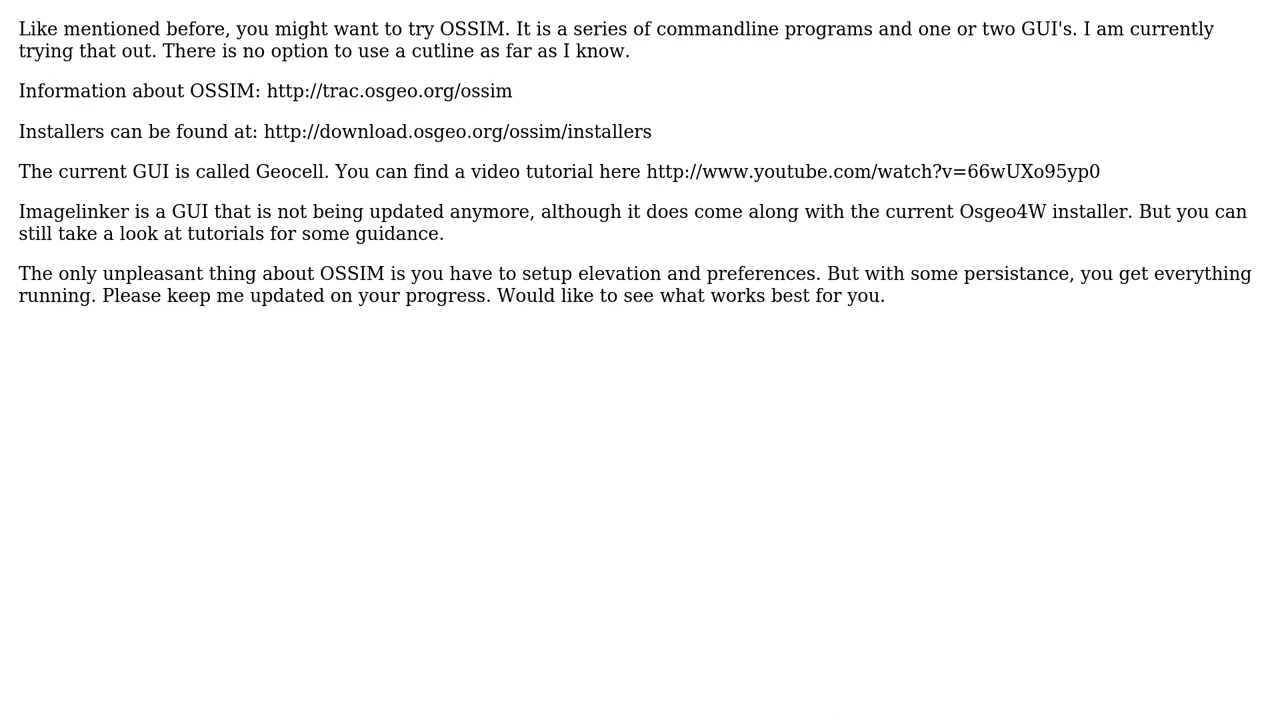 Like mentioned before, you might want to try OSSIM. It is a series of commandline programs and one or two GUI's. I am currently
trying that out. There is no option to use a cutline as far as I know.
Information about OSSIM: http://trac.osgeo.org/ossim
Installers can be found at: http://download.osgeo.org/ossim/installers
The current GUI is called Geocell. You can find a video tutorial here http://www.youtube.com/watch?v=66wUXo95yp0
Imagelinker is a GUI that is not being updated anymore, although it does come along with the current Osgeo4W installer. But you can
still take a look at tutorials for some guidance.
The only unpleasant thing about OSSIM is you have to setup elevation and preferences. But with some persistance, you get everything
running. Please keep me updated on your progress. Would like to see what works best for you.